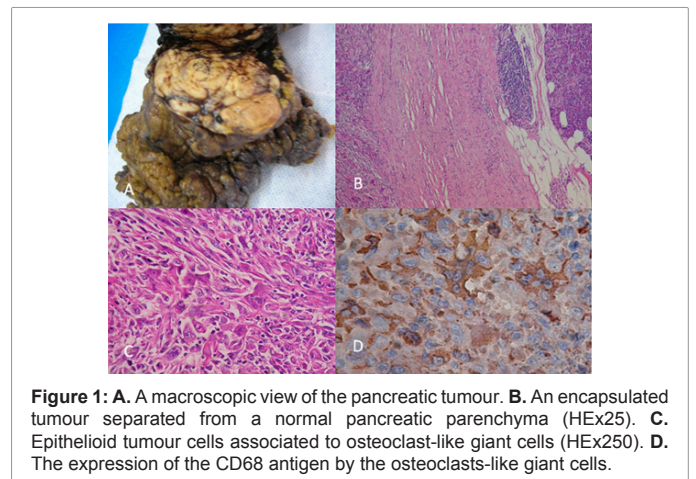 A
B
C
D
Figure 1: A. A macroscopic view of the pancreatic tumour. B. An encapsulated
tumour separated from a normal pancreatic parenchyma (HEx25). C.
Epithelioid tumour cells associated to osteoclast-like giant cells (HEx250). D.
The expression of the CD68 antigen by the osteoclasts-like giant cells.